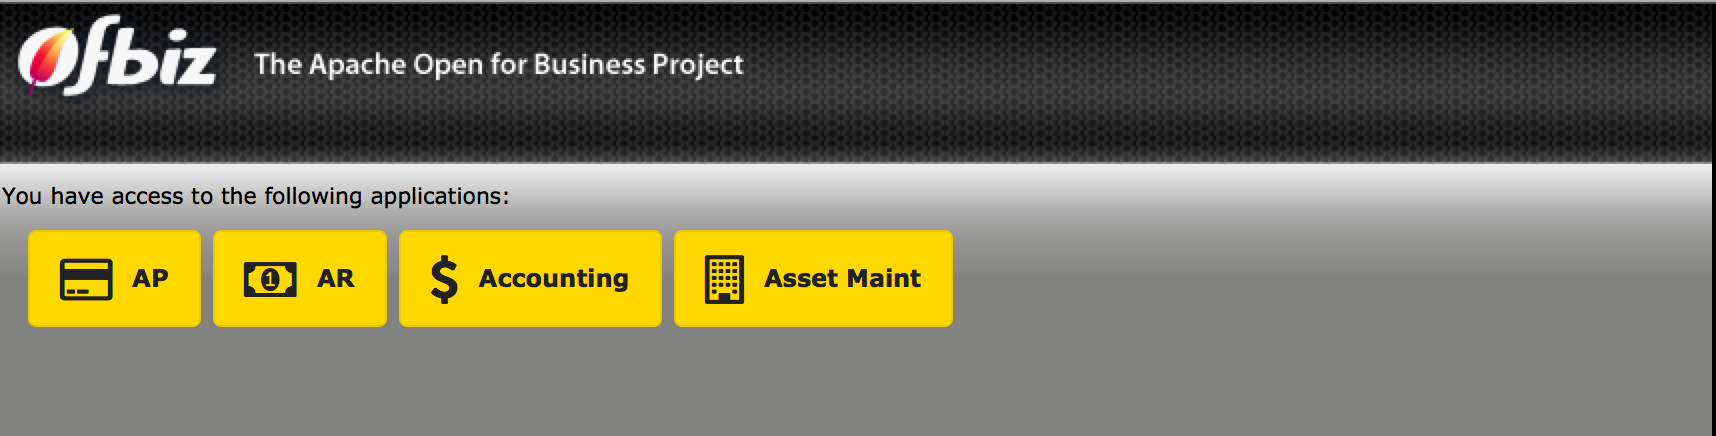 Ofbiz The Apache Open for Business Project
You have access to the following applications:
AP 1 AR $ Accounting Asset Maint